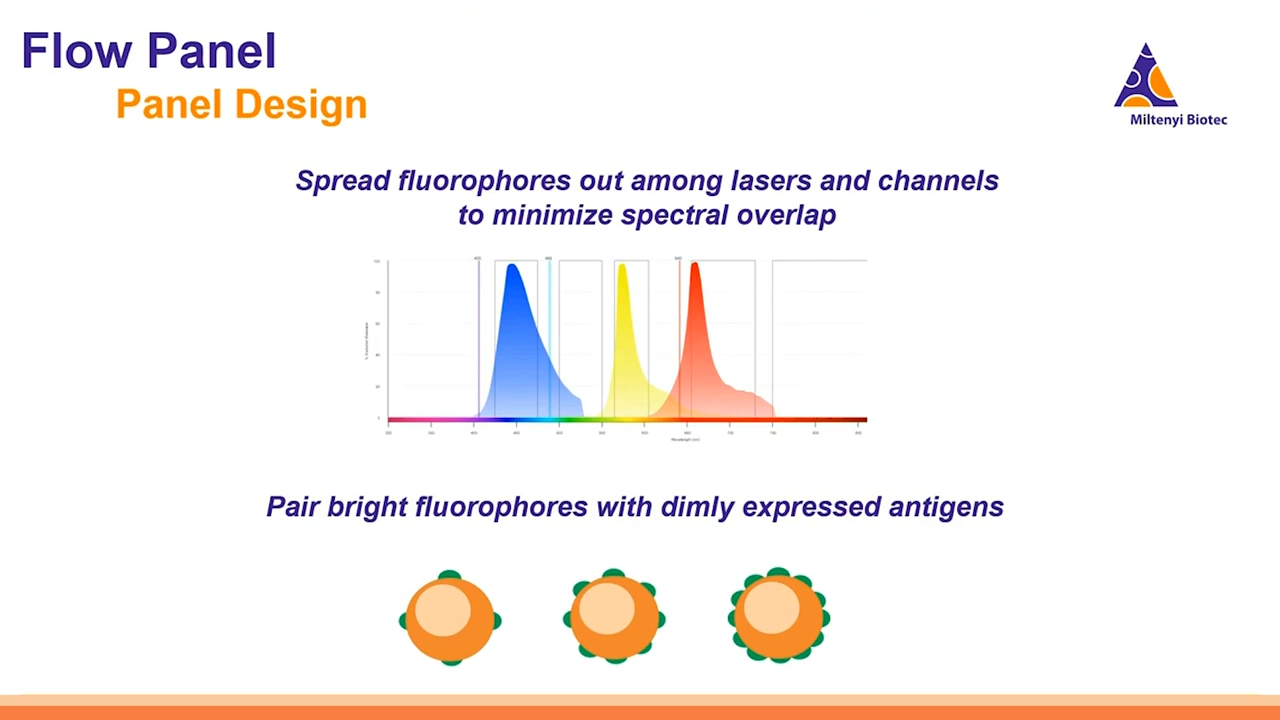 Flow Panel
Panel Design
Miltenyi Biotec
Spread fluorophores out among lasers and channels
to minimize spectral overlap
Pair bright fluorophores with dimly expressed antigens